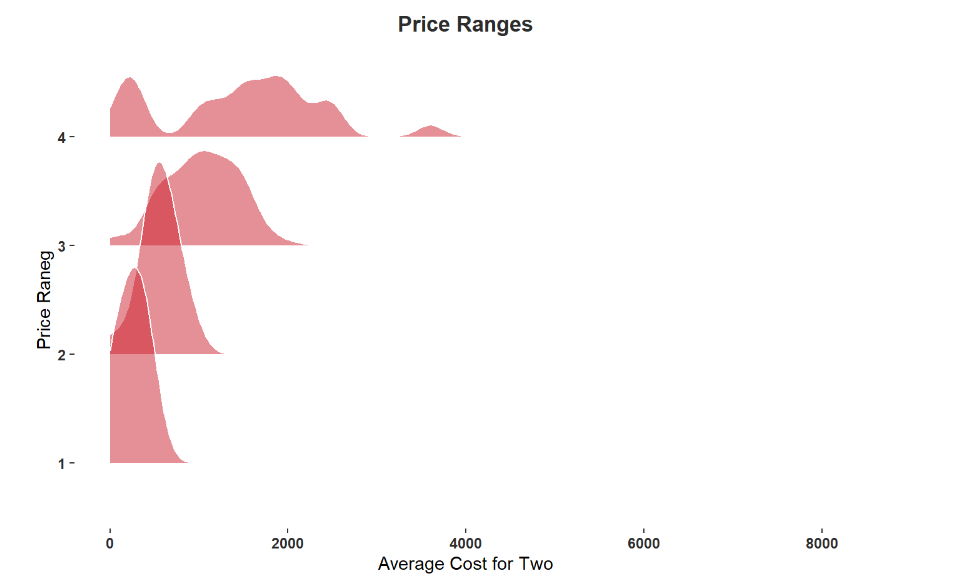 Price Ranges
4
3
2
1
Price Raneg
0 2000 4000 6000 8000
Average Cost for Two